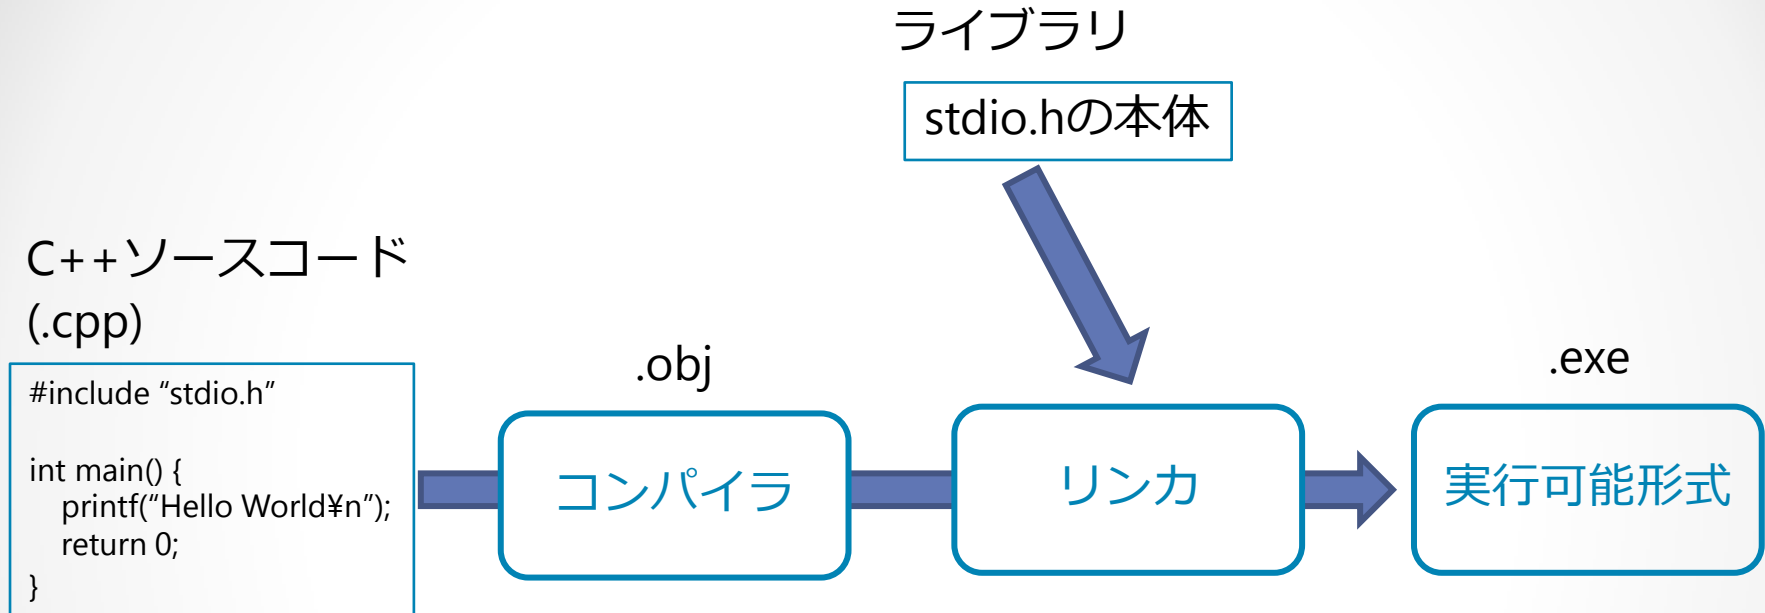 ライブラリ
stdio.hの本体
C++ソースコード
(.cpp)
#include “stdio.h”
int main() {
printf(“Hello World¥n”);
return 0;
}
.obj
コンパイラ
リンカ
.exe
実行可能形式